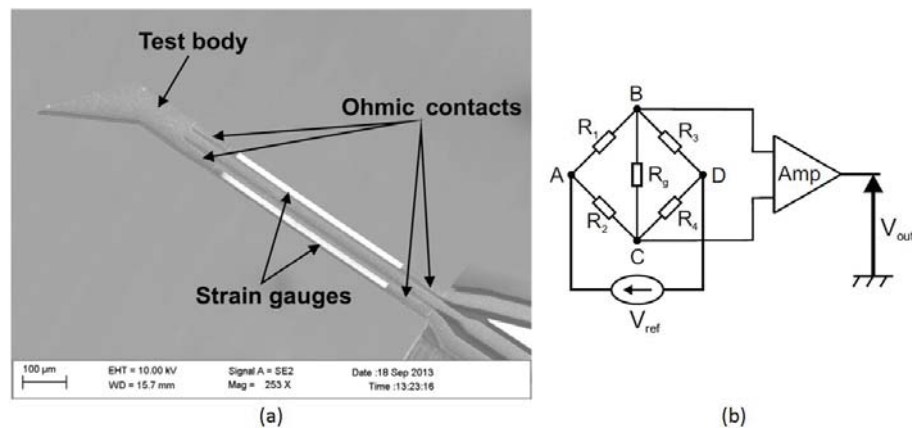 Test body
Ohmic contacts
Strain gauges
100 μm
EHT = 10.00 kV
WD = 15.7 mm
Signal A = SE2
Mag = 253 X
Date :18 Sep 2013
Time :13:23:16
(a)
B
R1
R3
A
Rg
D
Amp
R2
R4
C
Vout
Vref
(b)